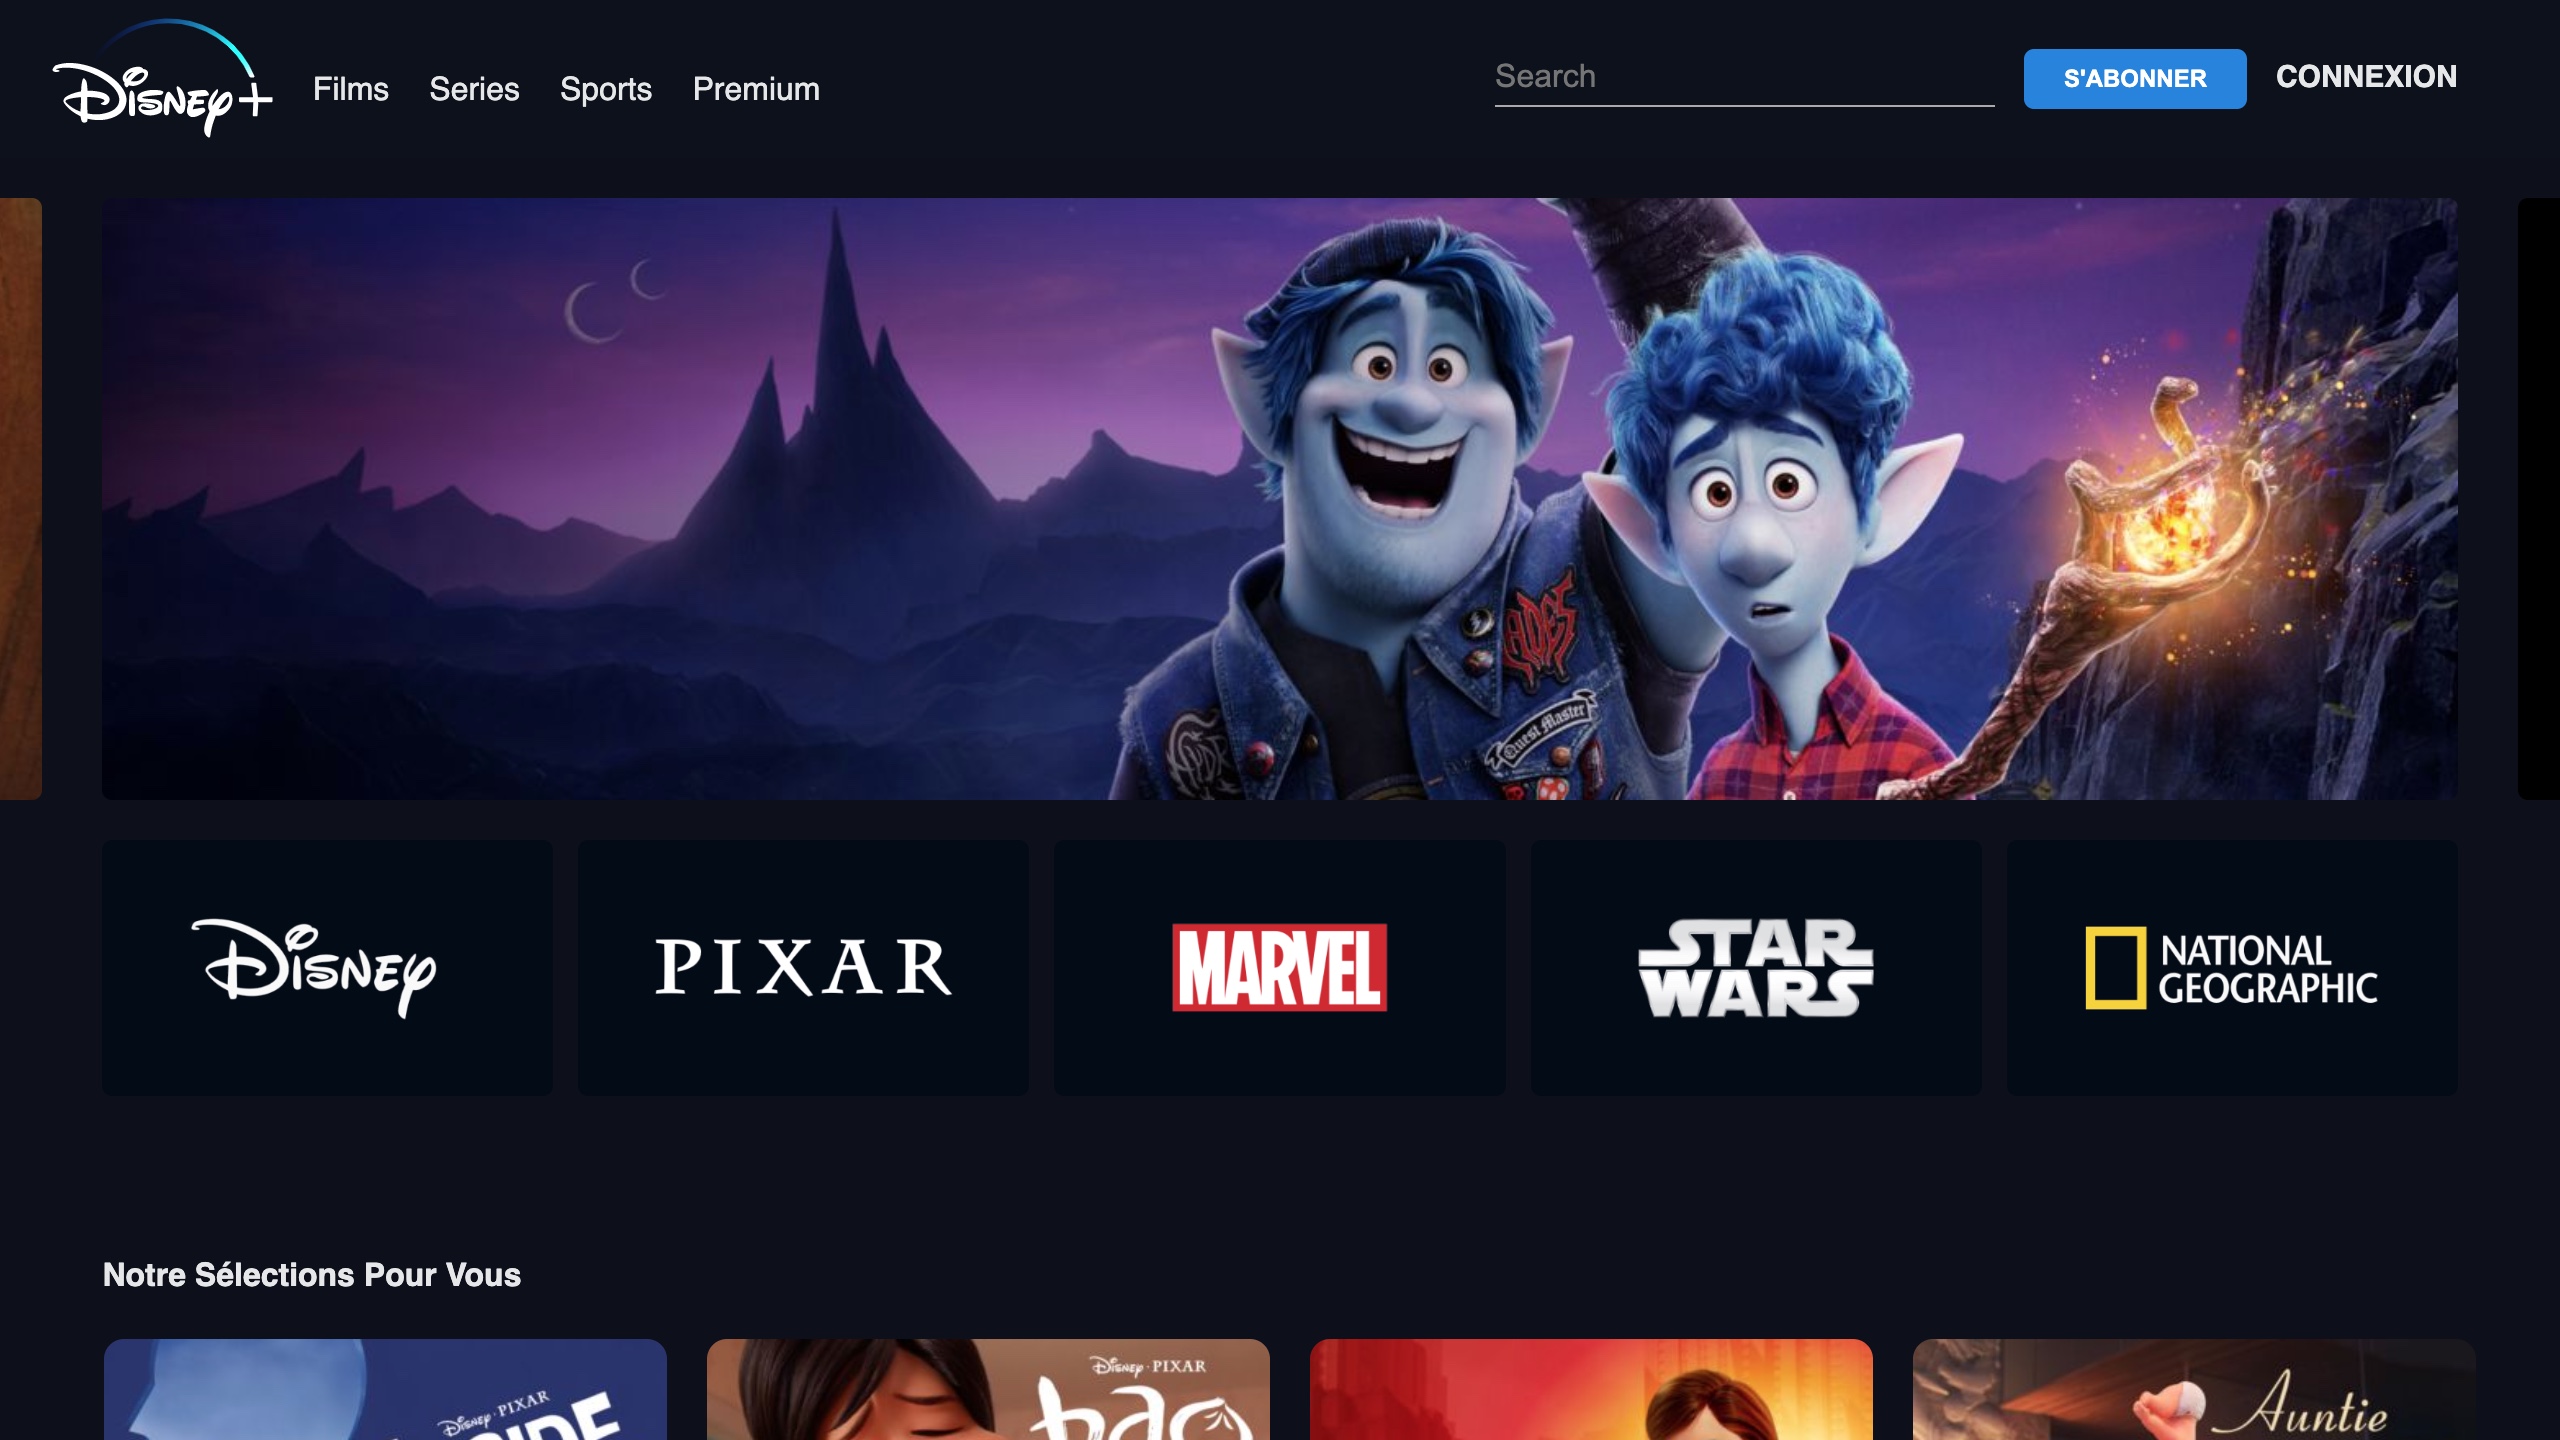 Disney+
Films Series Sports Premium
Search
S'ABONNER
CONNEXION
Quest Master
Disney
PIXAR
MARVEL
STAR
WARS
NATIONAL
GEOGRAPHIC
Notre Sélections Pour Vous
Disney · PIXAR
Disney · PIXAR
bao
Auntie